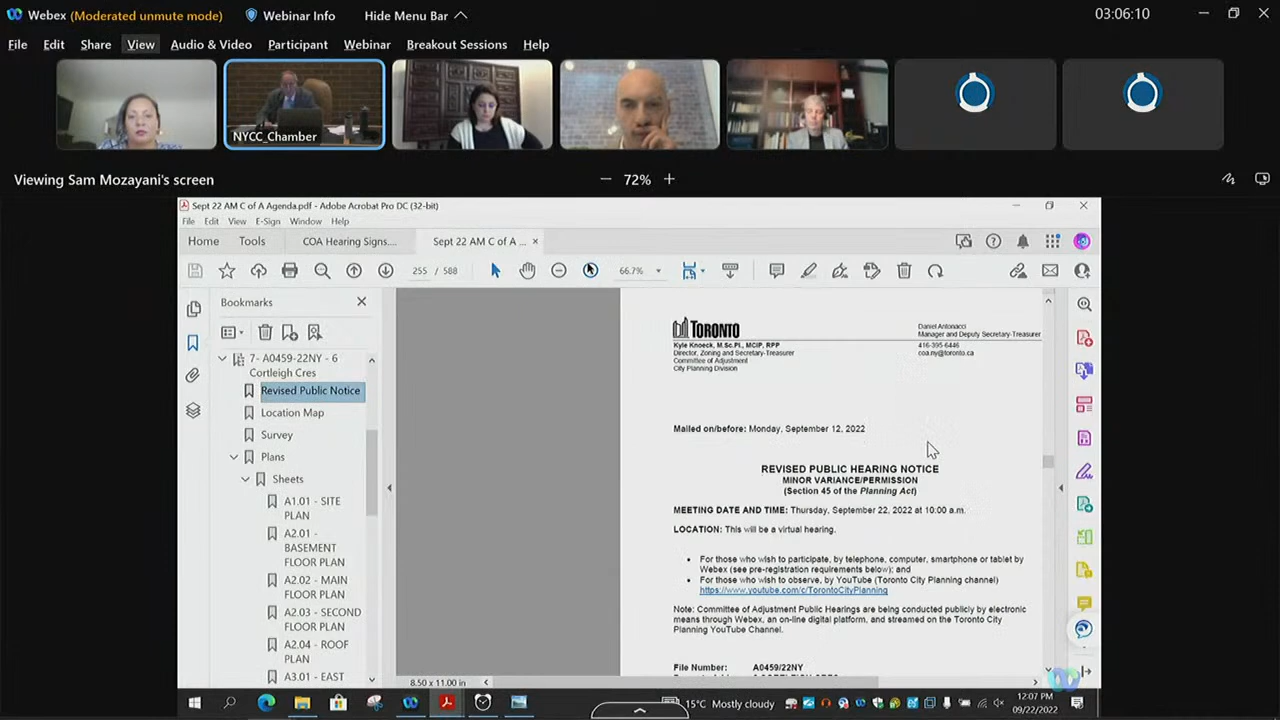 Webex (Moderated unmute mode) Webinar Info Hide Menu Bar 03:06:10
File Edit Share View Audio & Video Participant Webinar Breakout Sessions Help
NYCC_Chamber
Viewing Sam Mozayani's screen 72%
Sept 22 AM C of A Agenda.pdf - Adobe Acrobat Pro DC (32-bit)
File Edit View E-Sign Window Help
Home Tools COA Hearing Signs.... Sept 22 AM C of A ... ×
255 / 588 66.7%
Bookmarks
7- A0459-22NY - 6
Cortleigh Cres
Revised Public Notice
Location Map
Survey
Plans
Sheets
A1.01 - SITE
PLAN
A2.01 -
BASEMENT
FLOOR PLAN
A2.02 - MAIN
FLOOR PLAN
A2.03 - SECOND
FLOOR PLAN
A2.04 - ROOF
PLAN
A3.01 - EAST
TORONTO
Daniel Antonacci
Manager and Deputy Secretary-Treasurer
Kyle Knoeck, M.Sc.Pl., MCIP, RPP
Director, Zoning and Secretary-Treasurer
Committee of Adjustment
City Planning Division
416-395-6446
coa.ny@toronto.ca
Mailed on/before: Monday, September 12, 2022
REVISED PUBLIC HEARING NOTICE
MINOR VARIANCE/PERMISSION
(Section 45 of the Planning Act)
MEETING DATE AND TIME: Thursday, September 22, 2022 at 10:00 a.m.
LOCATION: This will be a virtual hearing.
• For those who wish to participate, by telephone, computer, smartphone or tablet by
Webex (see pre-registration requirements below); and
• For those who wish to observe, by YouTube (Toronto City Planning channel)
https://www.youtube.com/c/TorontoCityPlanning
Note: Committee of Adjustment Public Hearings are being conducted publicly by electronic
means through Webex, an on-line digital platform, and streamed on the Toronto City
Planning YouTube Channel.
File Number: A0459/22NY
8.50 x 11.00 in
15°C Mostly cloudy
12:07 PM
09/22/2022